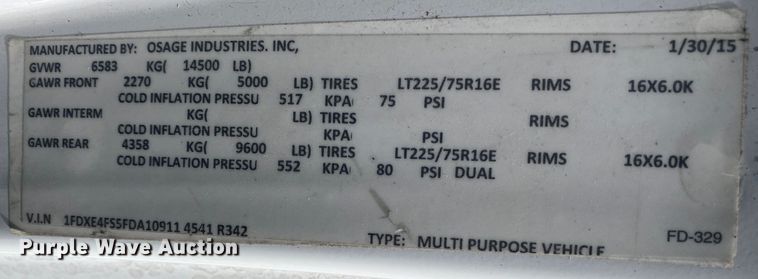 MANUFACTURED BY: OSAGE INDUSTRIES. INC, DATE: 1/30/15
GVWR 6583 KG( 14500 LB)
GAWR FRONT 2270 KG( 5000 LB) TIRES LT225/75R16E RIMS 16X6.0K
COLD INFLATION PRESSU 517 KPA( 75 PSI
GAWR INTERM KG( LB) TIRES RIMS
COLD INFLATION PRESSU KPA( PSI
GAWR REAR 4358 KG( 9600 LB) TIRES LT225/75R16E RIMS 16X6.0K
COLD INFLATION PRESSU 552 KPA( 80 PSI DUAL
V.I.N 1FDXE4FS5FDA10911 4541 R342
TYPE: MULTI PURPOSE VEHICLE FD-329
Purple Wave Auction